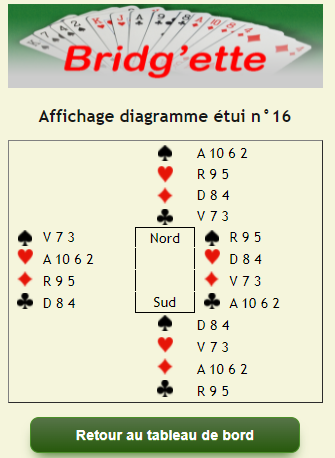 Bridg'ette
Affichage diagramme étui n°16
♠ A 10 6 2
♥ R 9 5
♦ D 8 4
♣ V 7 3
♠ V 7 3 Nord ♠ R 9 5
♥ A 10 6 2 ♥ D 8 4
♦ R 9 5 ♦ V 7 3
♣ D 8 4 Sud ♣ A 10 6 2
♠ D 8 4
♥ V 7 3
♦ A 10 6 2
♣ R 9 5
Retour au tableau de bord